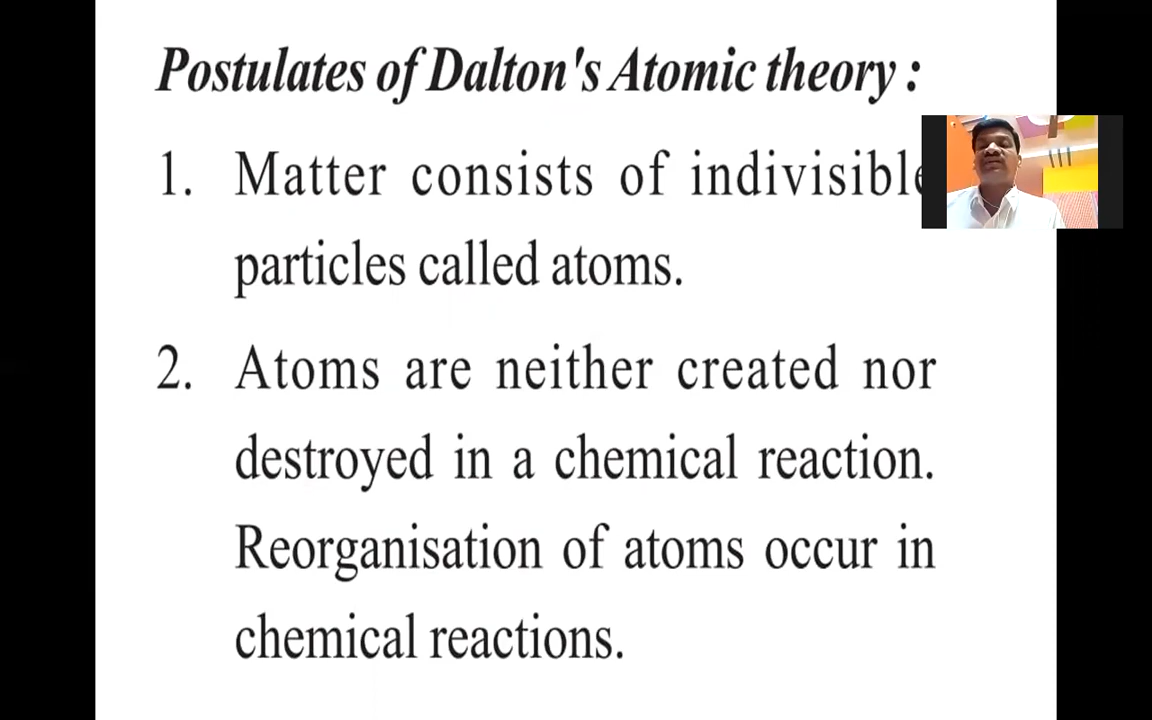 Postulates of Dalton's Atomic theory :
1. Matter consists of indivisible
particles called atoms.
2. Atoms are neither created nor
destroyed in a chemical reaction.
Reorganisation of atoms occur in
chemical reactions.